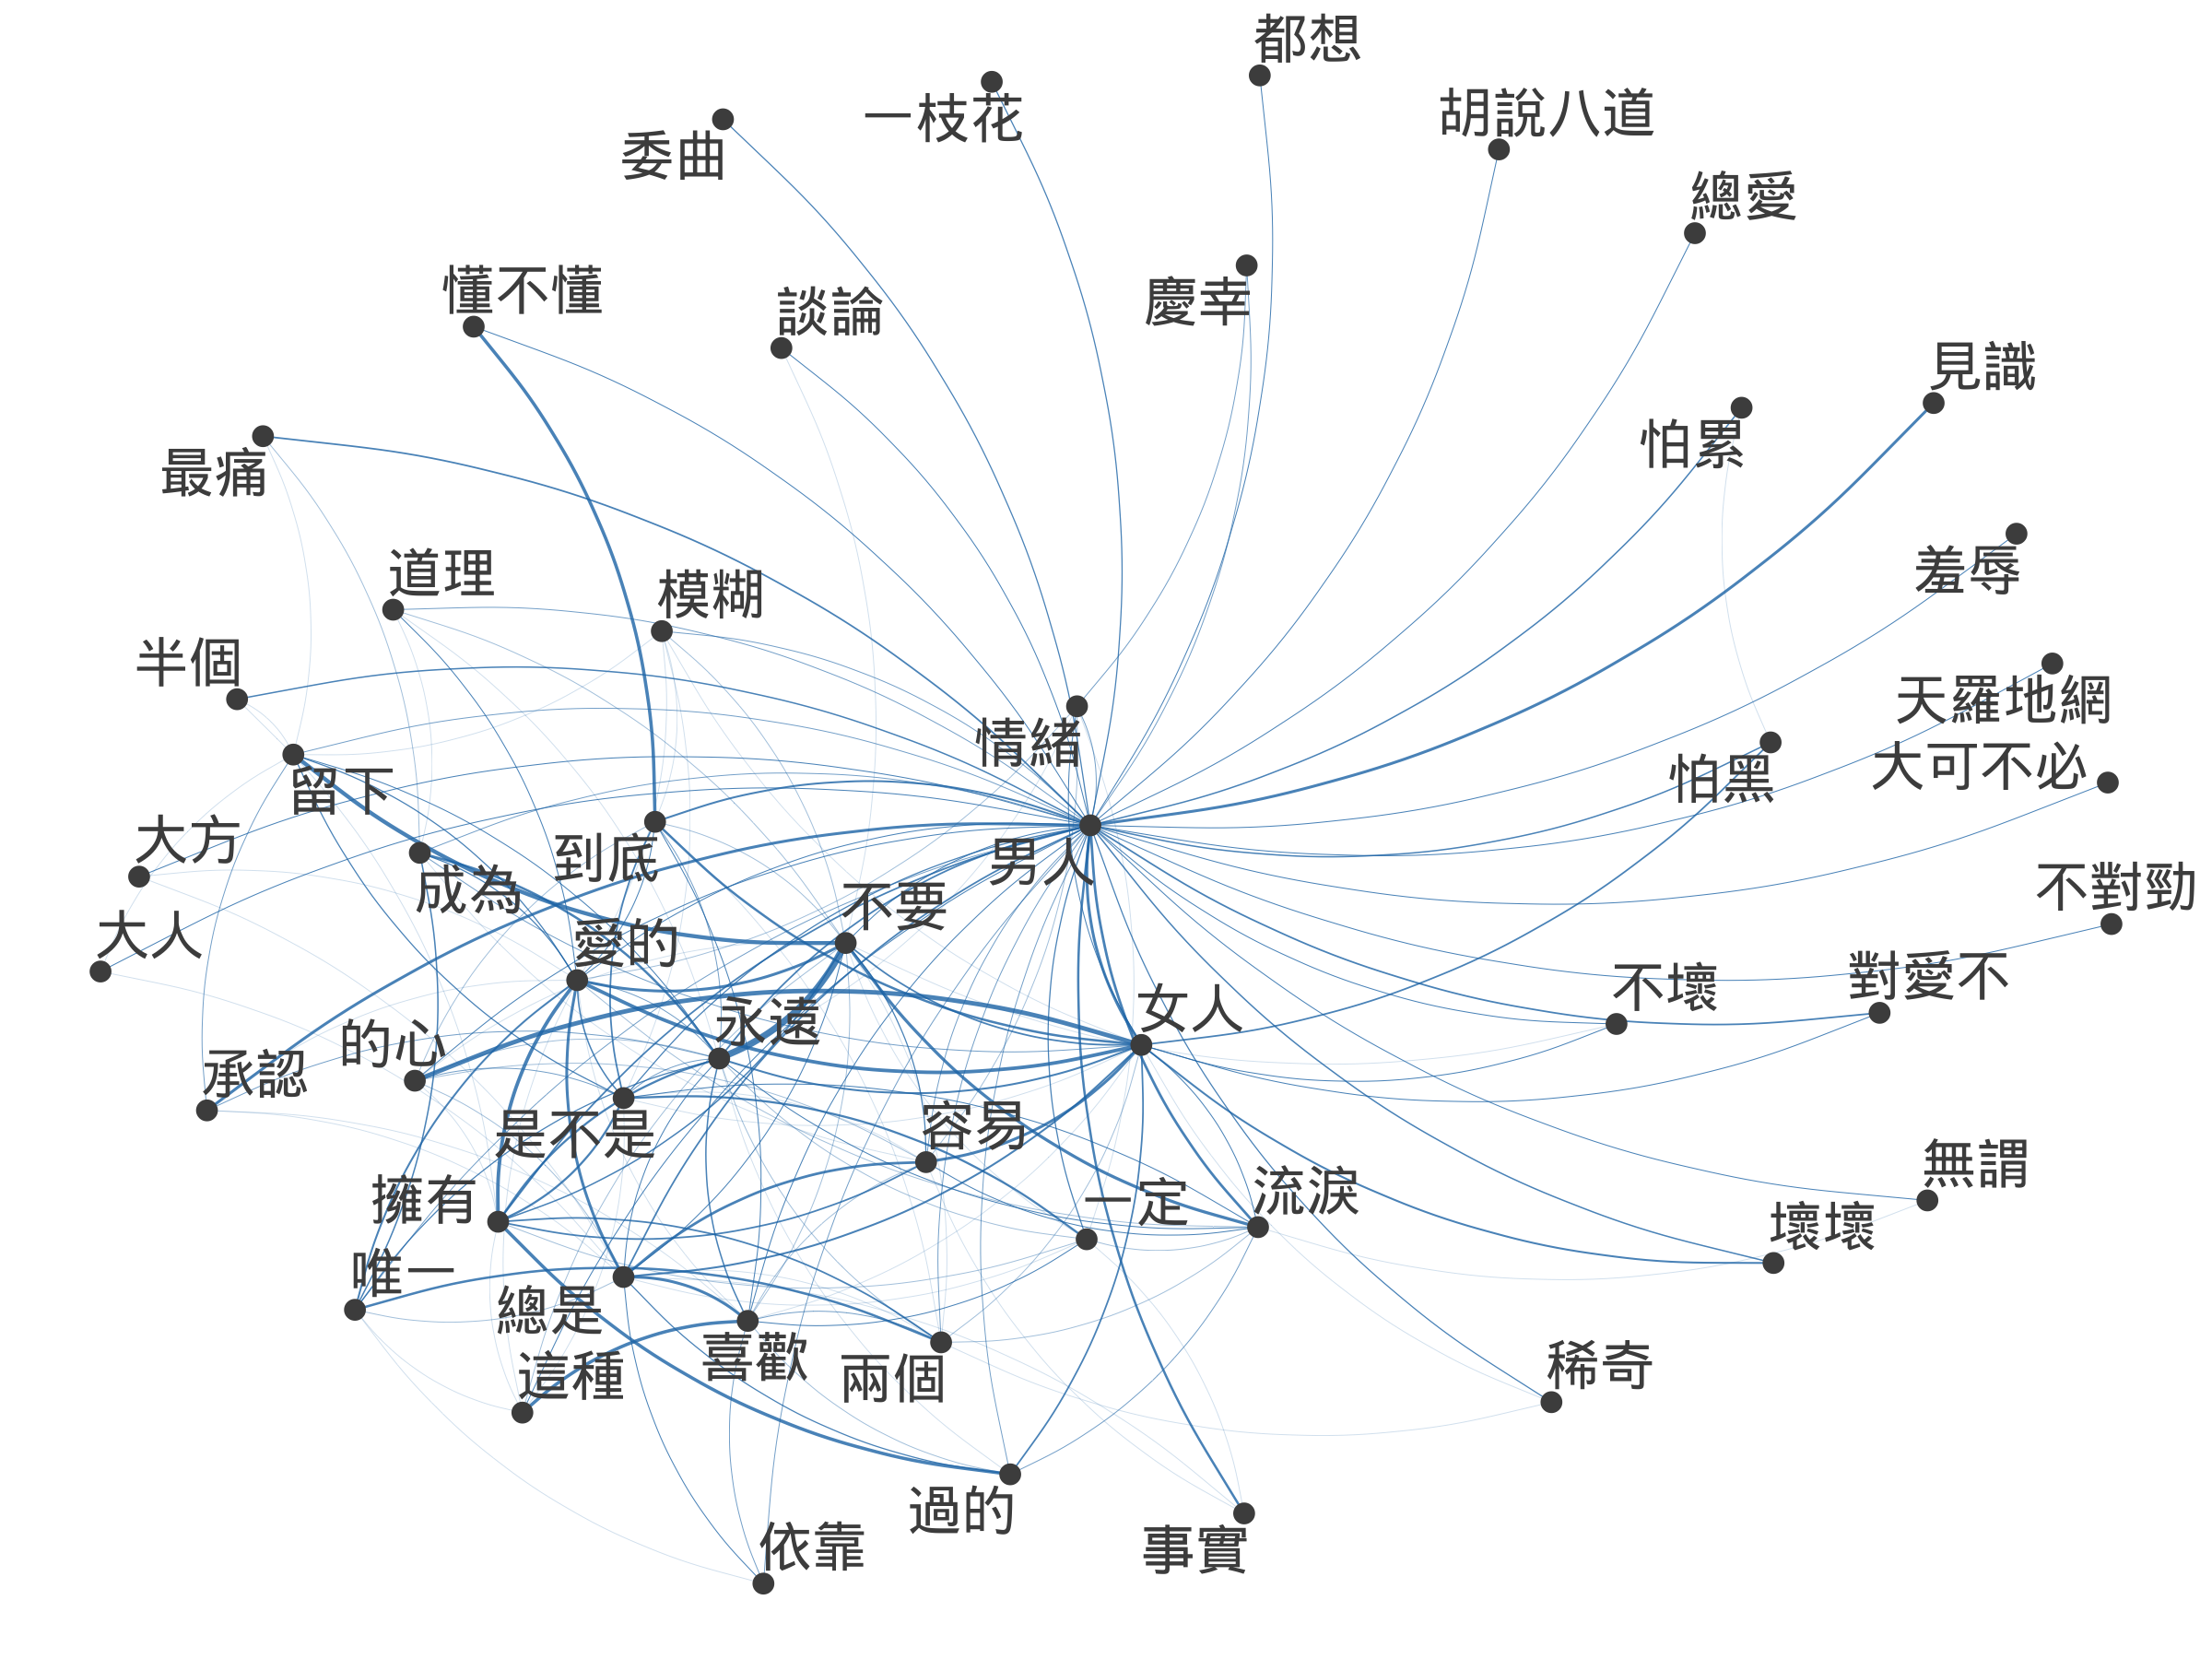 都想
一枝花
胡說八道
委曲
總愛
懂不懂
談論
慶幸
見識
怕累
最痛
道理
模糊
羞辱
半個
天羅地網
情緒
留下
怕黑
大可不必
大方
到底
男人
成為
不要
不對勁
大人
愛的
女人
不壞
對愛不
永遠
的心
承認
是不是
容易
無謂
擁有
一定
流淚
壞壞
唯一
總是
喜歡
稀奇
這種
兩個
過的
依靠
事實